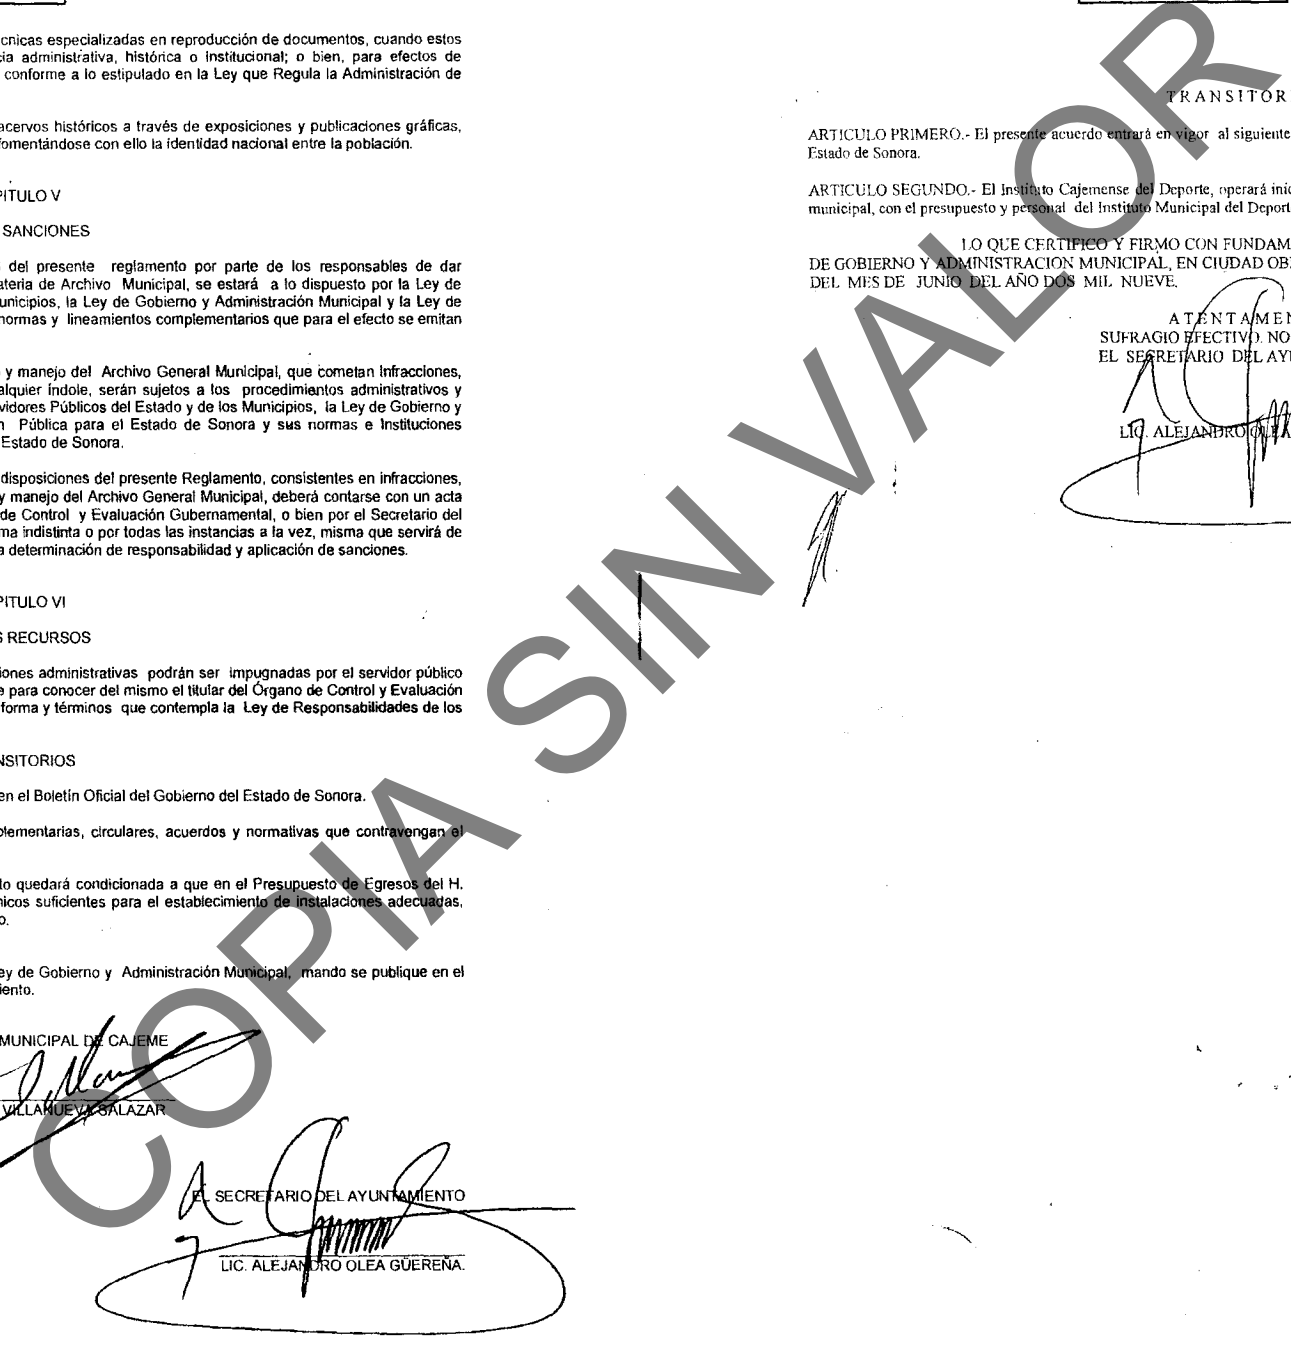 cnicas especializadas en reproducción de documentos, cuando estos
cia administrativa, histórica o institucional; o bien, para efectos de
conforme a lo estipulado en la Ley que Regula la Administración de
acervos históricos a través de exposiciones y publicaciones gráficas,
fomentándose con ello la identidad nacional entre la población.
PITULO V
SANCIONES
del presente reglamento por parte de los responsables de dar
ateria de Archivo Municipal, se estará a lo dispuesto por la Ley de
unicipios, la Ley de Gobierno y Administración Municipal y la Ley de
normas y lineamientos complementarios que para el efecto se emitan
y manejo del Archivo General Municipal, que cometan Infracciones,
alquier índole, serán sujetos a los procedimientos administrativos y
vidores Públicos del Estado y de los Municipios, la Ley de Gobierno y
n Pública para el Estado de Sonora y sus normas e Instituciones
Estado de Sonora.
disposiciones del presente Reglamento, consistentes en infracciones,
y manejo del Archivo General Municipal, deberá contarse con un acta
de Control y Evaluación Gubernamental, o bien por el Secretario del
ma indistinta o por todas las instancias a la vez, misma que servirá de
a determinación de responsabilidad y aplicación de sanciones.
PITULO VI
S RECURSOS
iones administrativas podrán ser impugnadas por el servidor público
e para conocer del mismo el titular del Órgano de Control y Evaluación
forma y términos que contempla la Ley de Responsabilidades de los
NSITORIOS
en el Boletín Oficial del Gobierno del Estado de Sonora.
plementarias, circulares, acuerdos y normativas que contravengan el
to quedará condicionada a que en el Presupuesto de Egresos del H.
nicos suficientes para el establecimiento de instalaciones adecuadas,
o.
ey de Gobierno y Administración Municipal, mando se publique en el
iento.
MUNICIPAL DE CAJEME
VILLANUEVA SALAZAR
EL SECRETARIO DEL AYUNTAMIENTO
LIC. ALEJANDRO OLEA GÜEREÑA.
TRANSITOR
ARTICULO PRIMERO.- El presente acuerdo entrará en vigor al siguiente
Estado de Sonora.
ARTICULO SEGUNDO.- El Instituto Cajemense del Deporte, operará inic
municipal, con el presupuesto y personal del Instituto Municipal del Deport
LO QUE CERTIFICO Y FIRMO CON FUNDAM
DE GOBIERNO Y ADMINISTRACION MUNICIPAL, EN CIUDAD OB
DEL MES DE JUNIO DEL AÑO DOS MIL NUEVE.
ATENTAMEN
SUFRAGIO EFECTIVO. NO
EL SECRETARIO DEL AY
LIC. ALEJANDRO OLEA
COPIA SIN VALOR